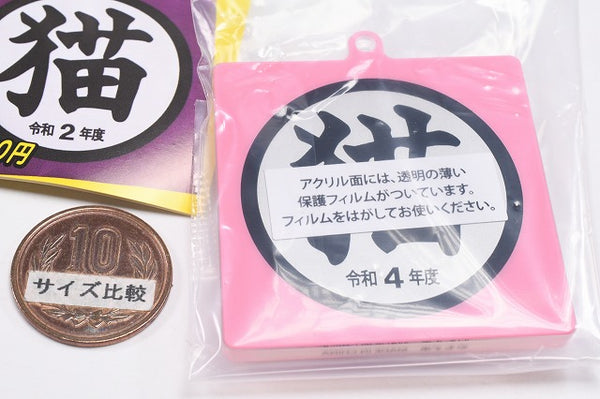 猫
令和2年度
0円
10
サイズ比較
猫
アクリル面には、透明の薄い
保護フィルムがついています。
フィルムをはがしてお使いください。
令和4年度